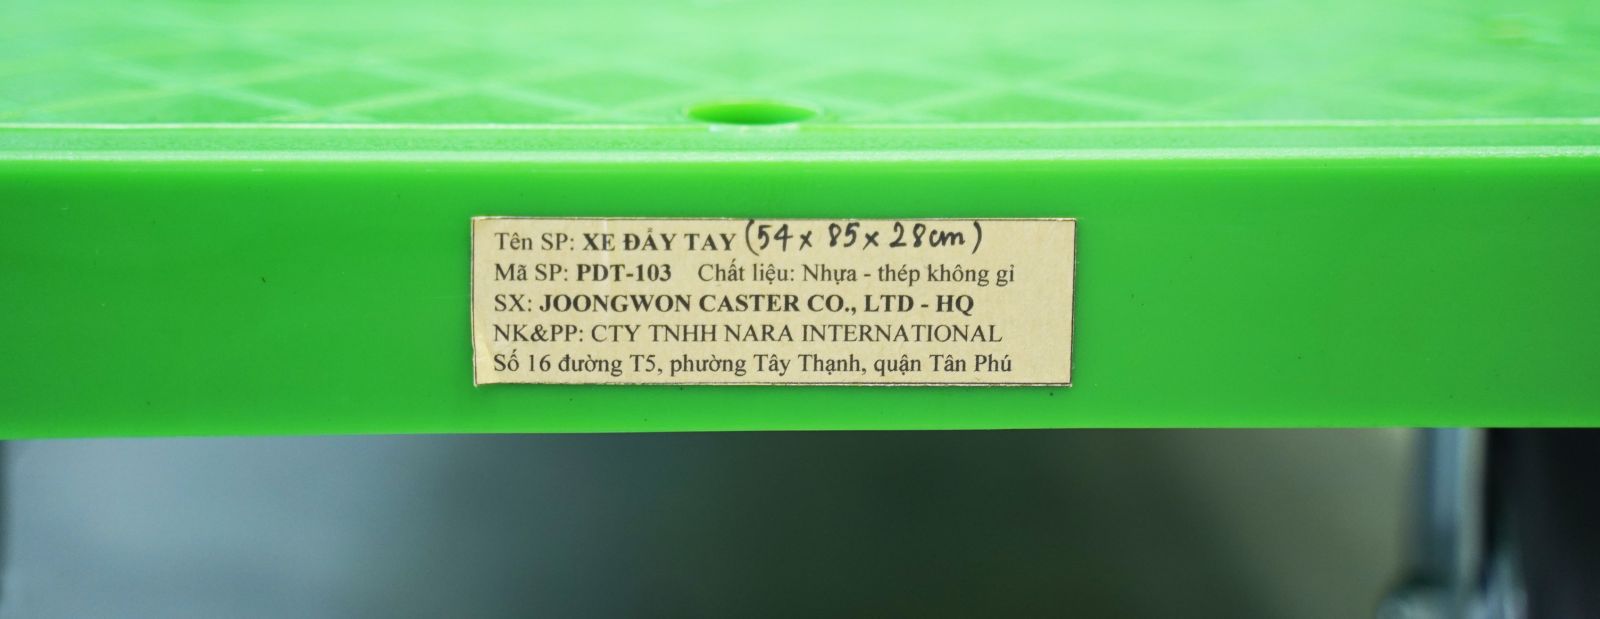 Tên SP: XE ĐẨY TAY (54 x 85 x 28cm)
Mã SP: PDT-103 Chất liệu: Nhựa - thép không gỉ
SX: JOONGWON CASTER CO., LTD - HQ
NK&PP: CTY TNHH NARA INTERNATIONAL
Số 16 đường T5, phường Tây Thạnh, quận Tân Phú